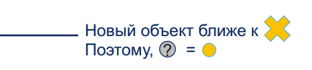 Новый объект ближе к
Поэтому, ? =